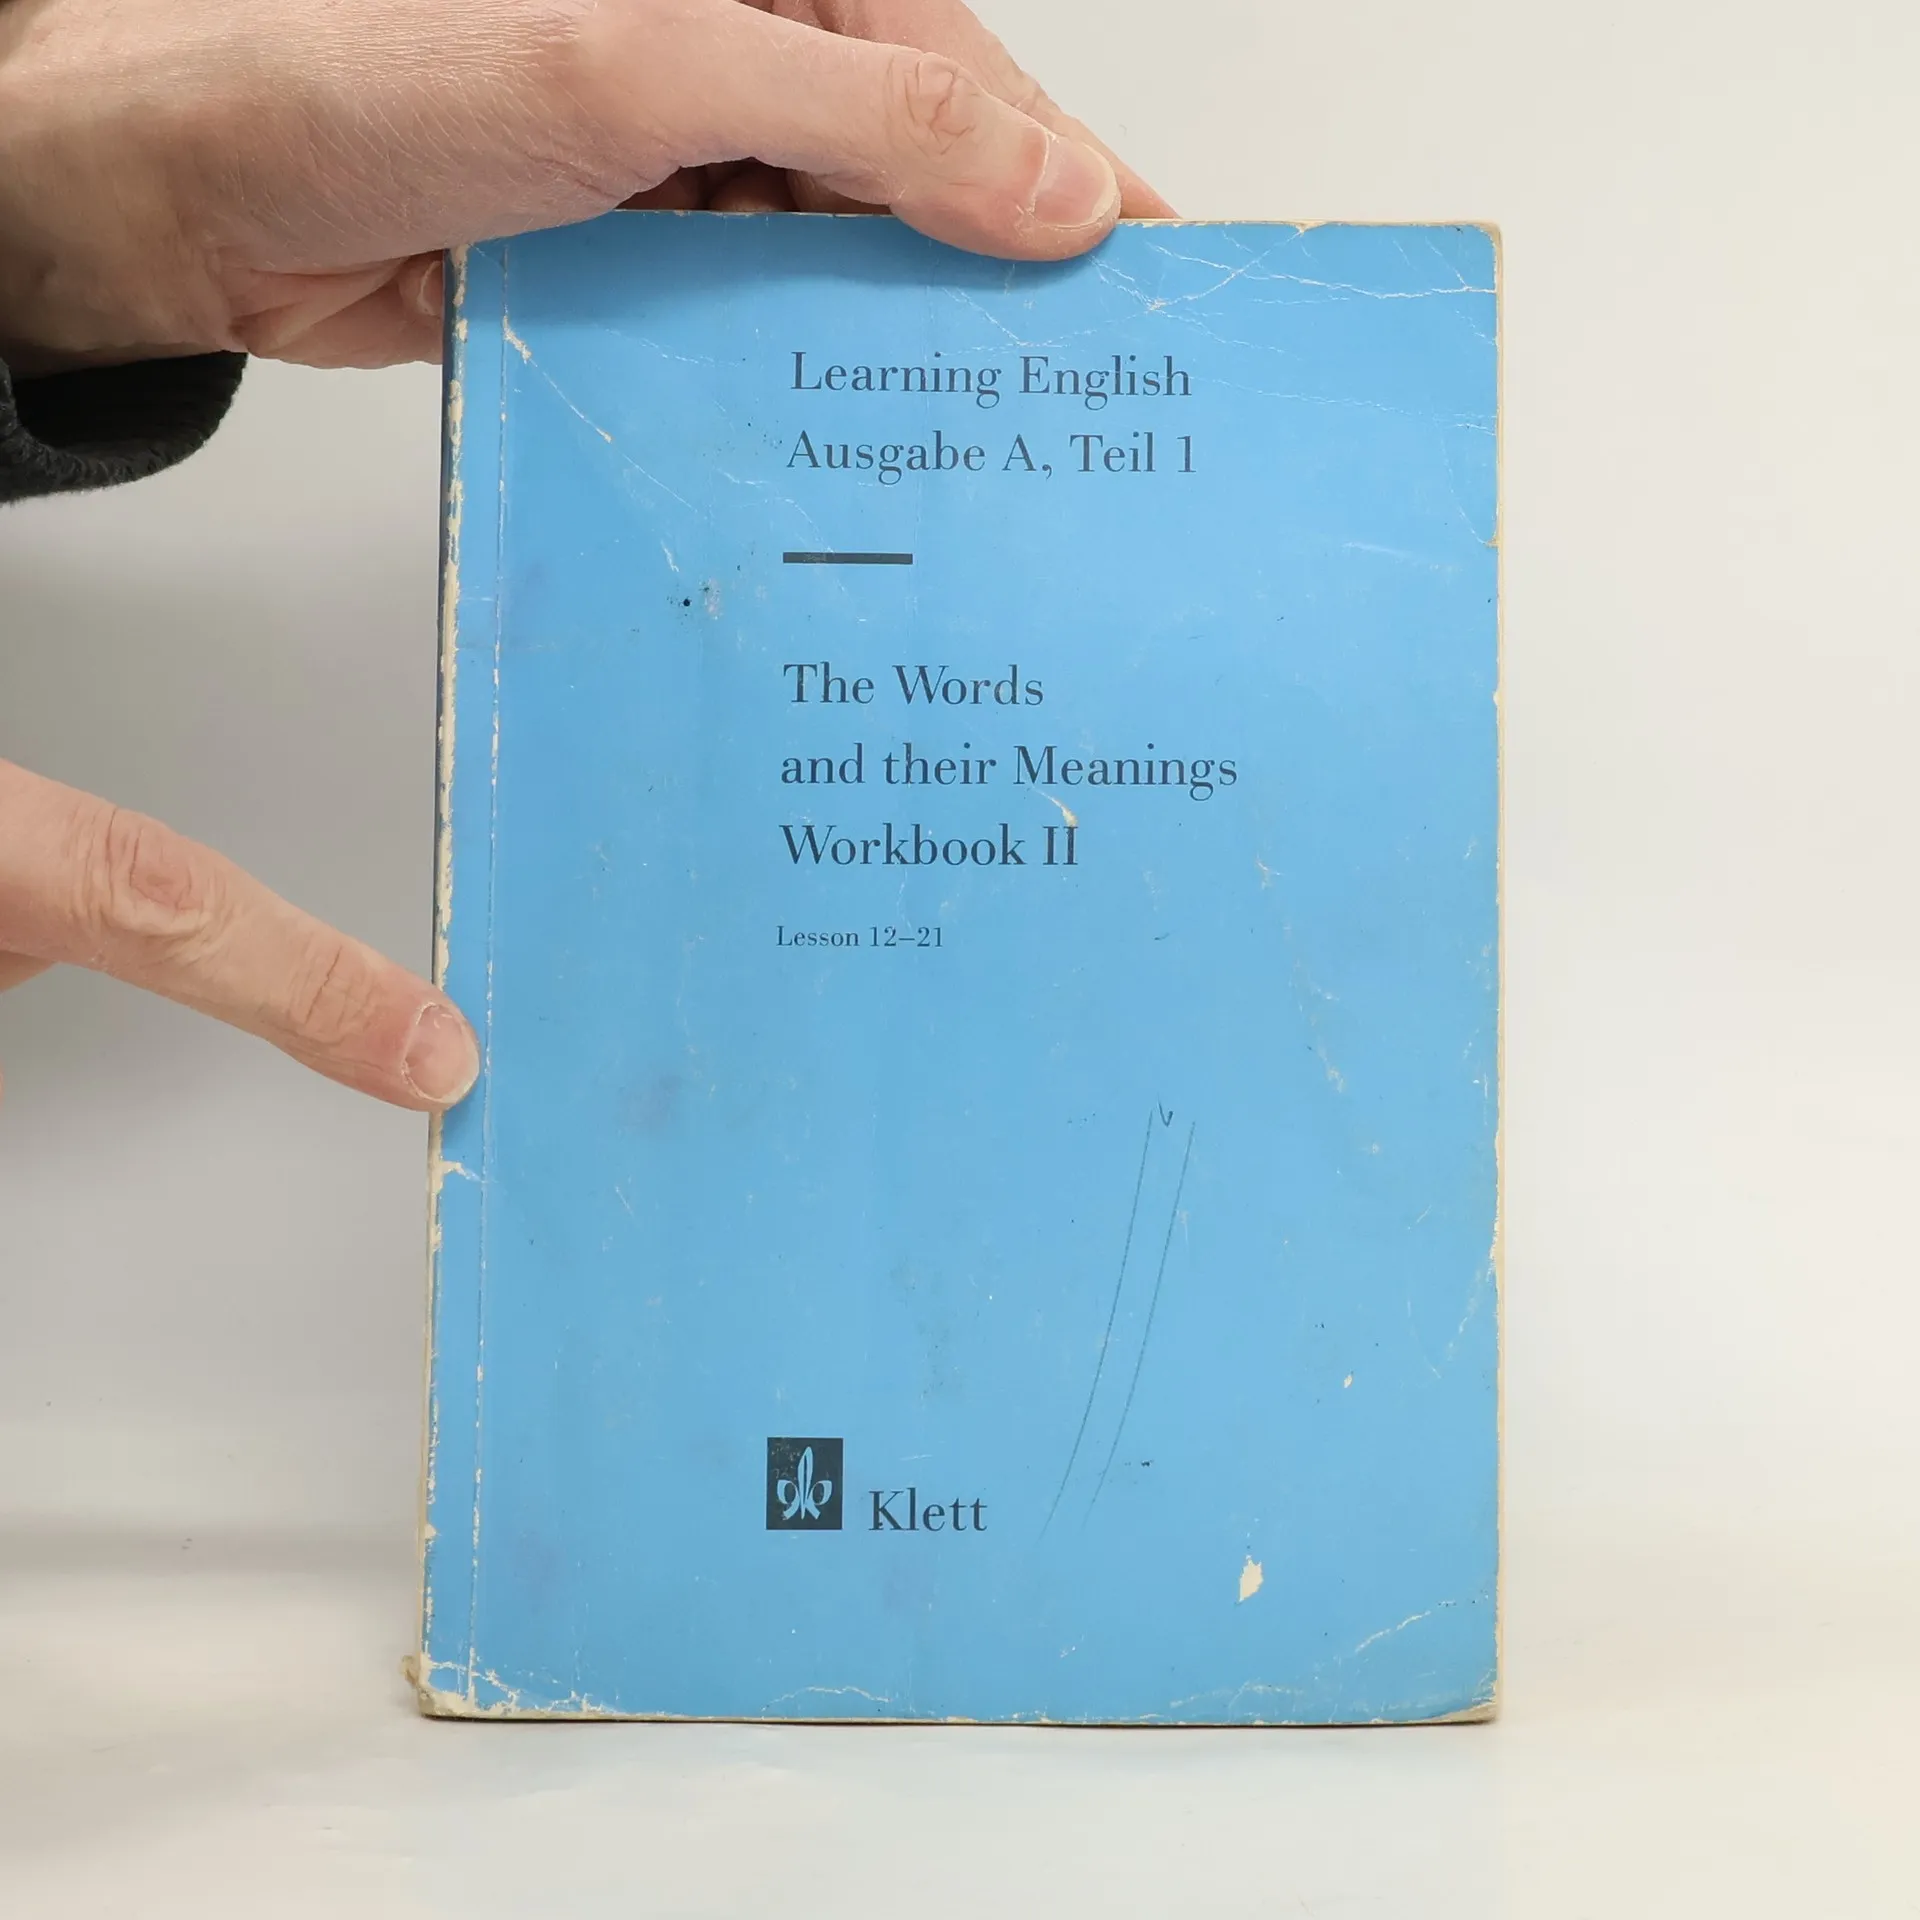 Learning English
Ausgabe A, Teil 1
The Words
and their Meanings
Workbook II
Lesson 12–21
Klett